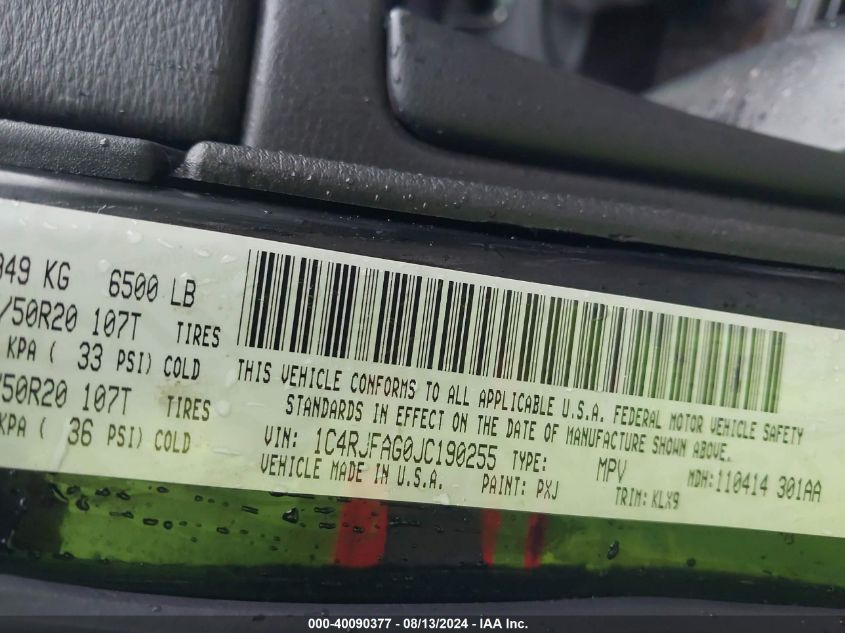 949 KG 6500 LB
/50R20 107T TIRES
KPA ( 33 PSI) COLD
/50R20 107T TIRES
KPA ( 36 PSI) COLD
THIS VEHICLE CONFORMS TO ALL APPLICABLE U.S.A. FEDERAL MOTOR VEHICLE SAFETY
STANDARDS IN EFFECT ON THE DATE OF MANUFACTURE SHOWN ABOVE.
VIN: 1C4RJFAG0JC190255 TYPE: MPV MDH:110414 301AA
VEHICLE MADE IN U.S.A. PAINT: PXJ TRIM: KLX9
000-40090377 - 08/13/2024 - IAA Inc.